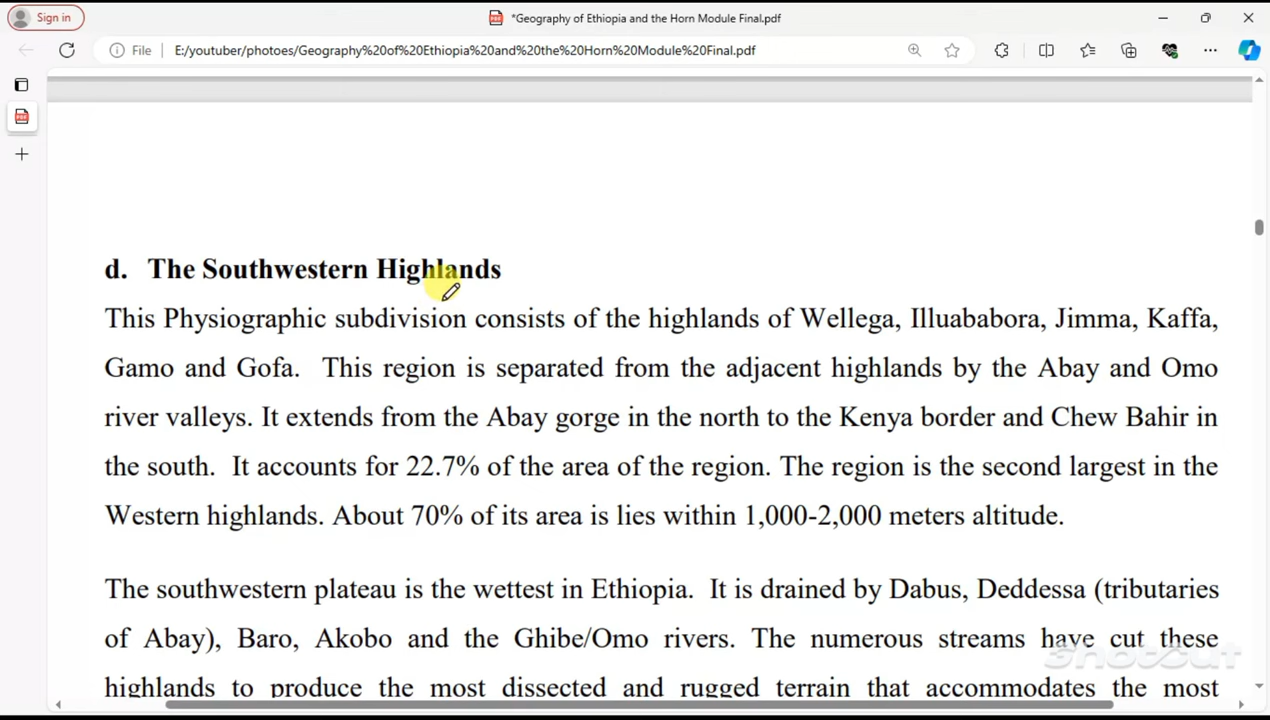 Sign in
*Geography of Ethiopia and the Horn Module Final.pdf
File
E:/youtuber/photoes/Geography%20of%20Ethiopia%20and%20the%20Horn%20Module%20Final.pdf
d. The Southwestern Highlands
This Physiographic subdivision consists of the highlands of Wellega, Illuababora, Jimma, Kaffa,
Gamo and Gofa. This region is separated from the adjacent highlands by the Abay and Omo
river valleys. It extends from the Abay gorge in the north to the Kenya border and Chew Bahir in
the south. It accounts for 22.7% of the area of the region. The region is the second largest in the
Western highlands. About 70% of its area is lies within 1,000-2,000 meters altitude.
The southwestern plateau is the wettest in Ethiopia. It is drained by Dabus, Deddessa (tributaries
of Abay), Baro, Akobo and the Ghibe/Omo rivers. The numerous streams have cut these
highlands to produce the most dissected and rugged terrain that accommodates the most
shotcut